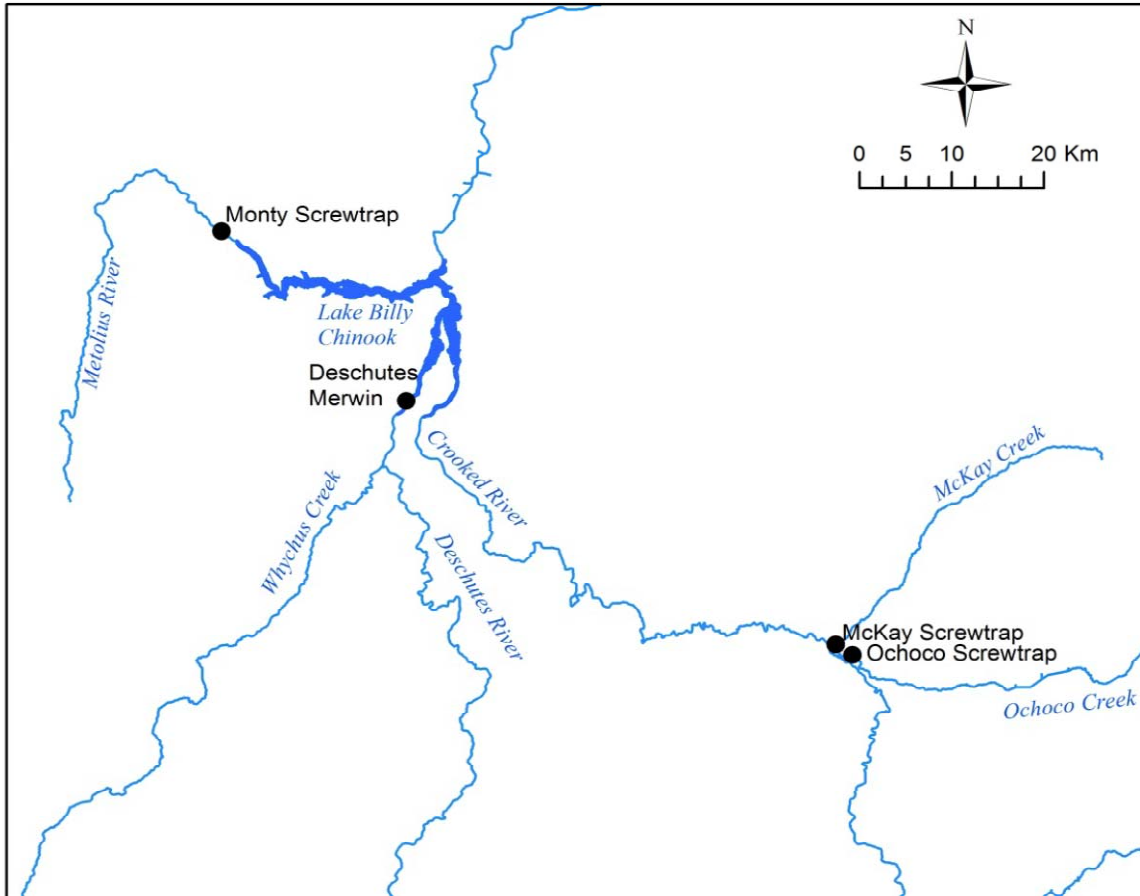 N
0 5 10 20 Km
Monty Screwtrap
Metolius River
Lake Billy
Chinook
Deschutes
Merwin
Crooked River
McKay Creek
Whychus Creek
Deschutes River
McKay Screwtrap
Ochoco Screwtrap
Ochoco Creek